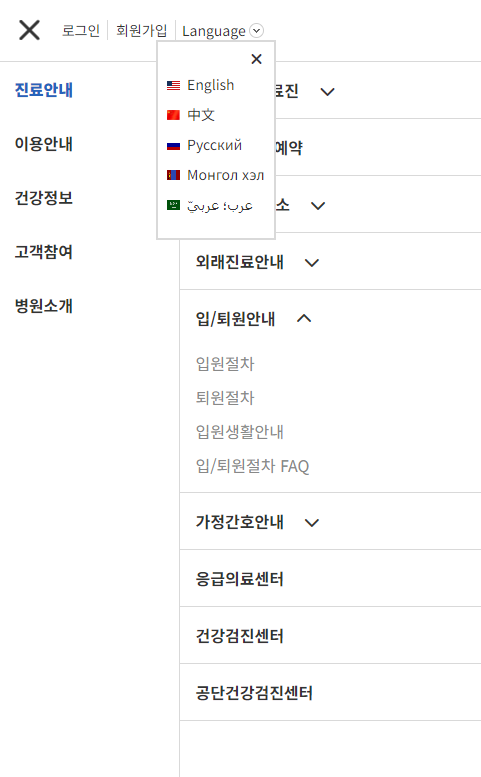 로그인
회원가입
Language
English
中文
Русский
Монгол хэл
عرب؛ عربيّ
진료안내
이용안내
건강정보
고객참여
병원소개
료진
예약
소
외래진료안내
입/퇴원안내
입원절차
퇴원절차
입원생활안내
입/퇴원절차 FAQ
가정간호안내
응급의료센터
건강검진센터
공단건강검진센터